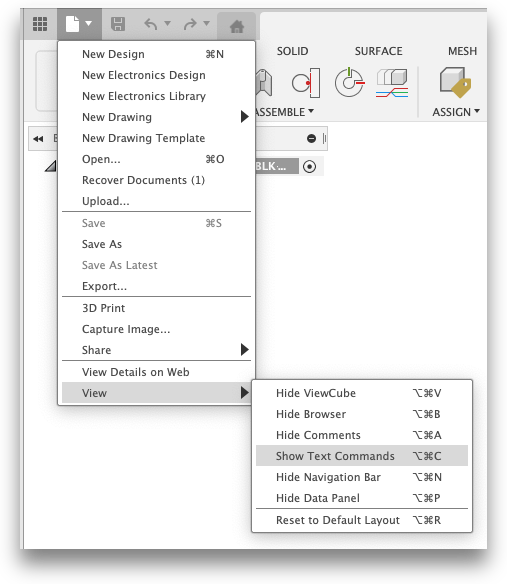 SOLID SURFACE MESH
ASSEMBLE ASSIGN
BLK-...
New Design ⌘N
New Electronics Design
New Electronics Library
New Drawing
New Drawing Template
Open... ⌘O
Recover Documents (1)
Upload...
Save ⌘S
Save As
Save As Latest
Export...
3D Print
Capture Image...
Share
View Details on Web
View
Hide ViewCube ⌥⌘V
Hide Browser ⌥⌘B
Hide Comments ⌥⌘A
Show Text Commands ⌥⌘C
Hide Navigation Bar ⌥⌘N
Hide Data Panel ⌥⌘P
Reset to Default Layout ⌥⌘R